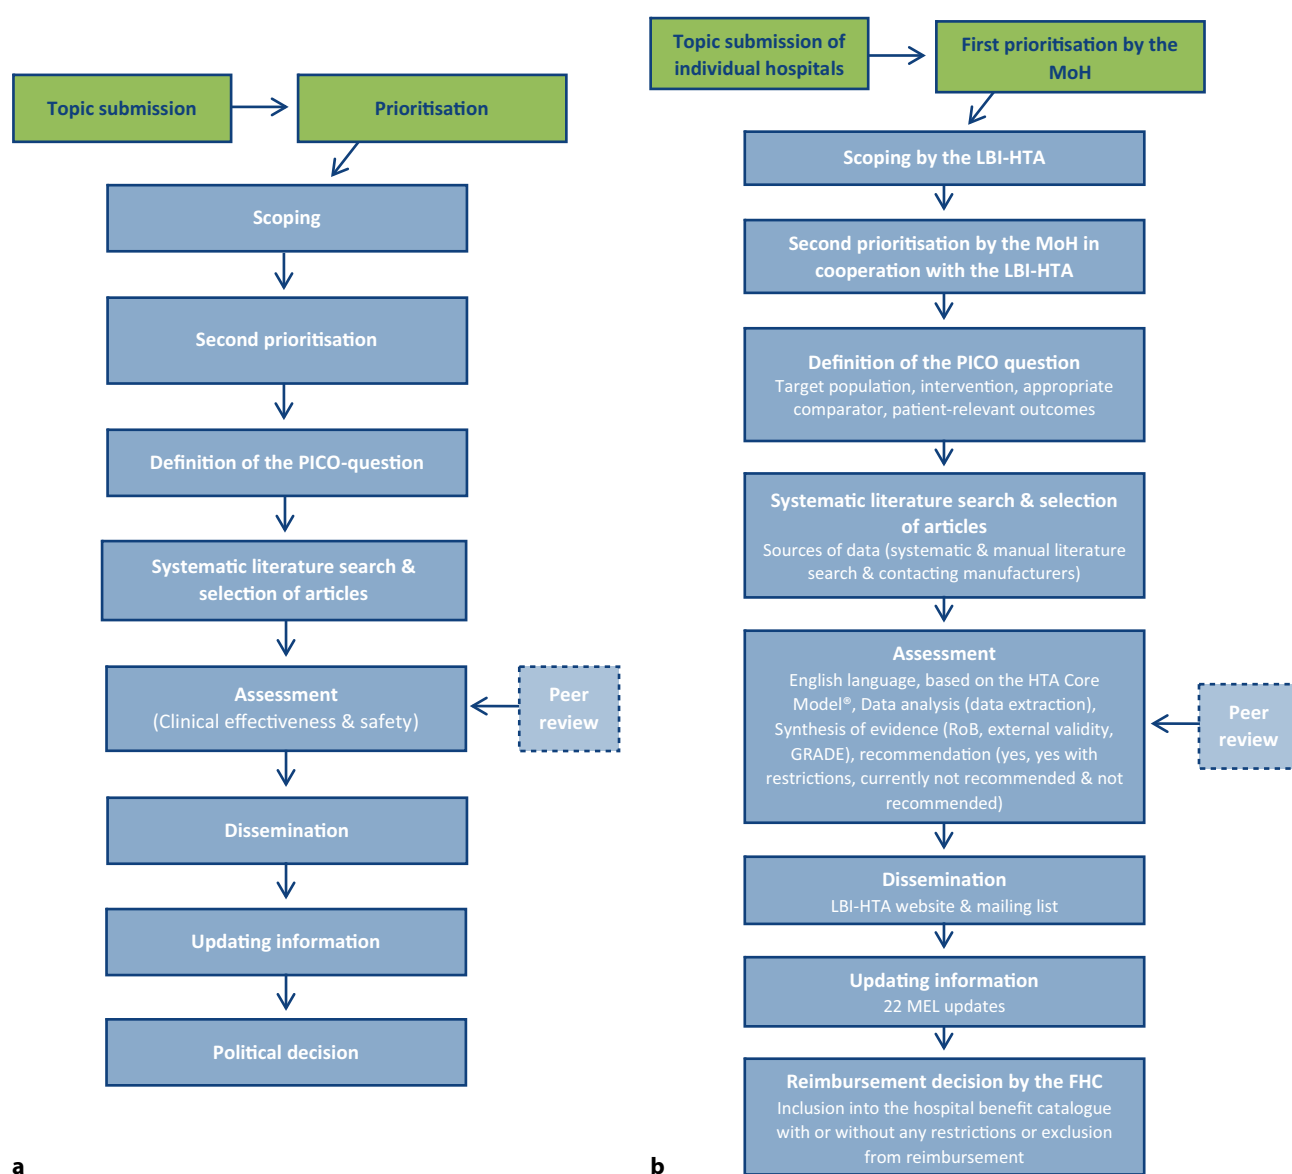 Topic submission
Prioritisation
Scoping
Second prioritisation
Definition of the PICO-question
Systematic literature search &
selection of articles
Assessment
(Clinical effectiveness & safety)
Peer
review
Dissemination
Updating information
Political decision
a
Topic submission of
individual hospitals
First prioritisation by the
MoH
Scoping by the LBI-HTA
Second prioritisation by the MoH in
cooperation with the LBI-HTA
Definition of the PICO question
Target population, intervention, appropriate
comparator, patient-relevant outcomes
Systematic literature search & selection
of articles
Sources of data (systematic & manual literature
search & contacting manufacturers)
Assessment
English language, based on the HTA Core
Model®, Data analysis (data extraction),
Synthesis of evidence (RoB, external validity,
GRADE), recommendation (yes, yes with
restrictions, currently not recommended & not
recommended)
Peer
review
Dissemination
LBI-HTA website & mailing list
Updating information
22 MEL updates
Reimbursement decision by the FHC
Inclusion into the hospital benefit catalogue
with or without any restrictions or exclusion
from reimbursement
b